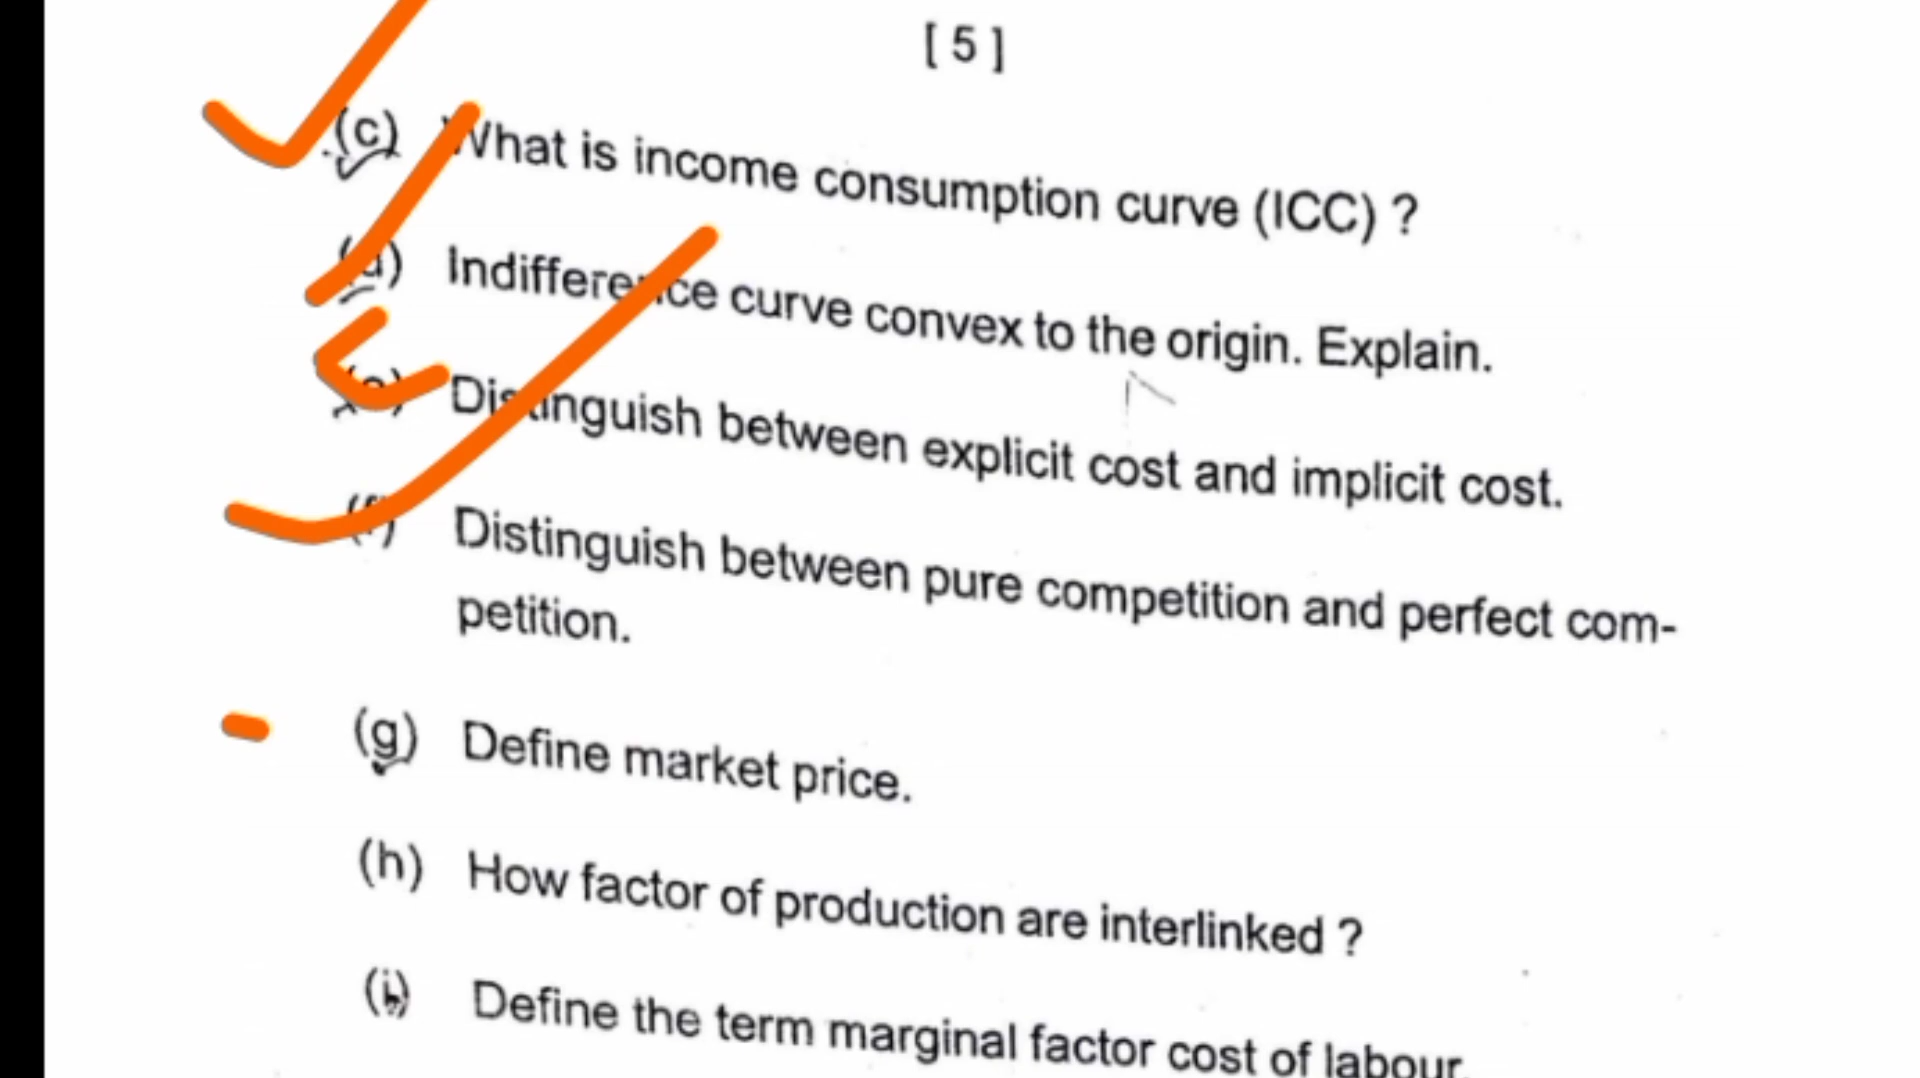 [ 5 ]
(c) What is income consumption curve (ICC) ?
(d) Indifference curve convex to the origin. Explain.
(e) Distinguish between explicit cost and implicit cost.
(f) Distinguish between pure competition and perfect com-
petition.
(g) Define market price.
(h) How factor of production are interlinked ?
(i) Define the term marginal factor cost of labour.